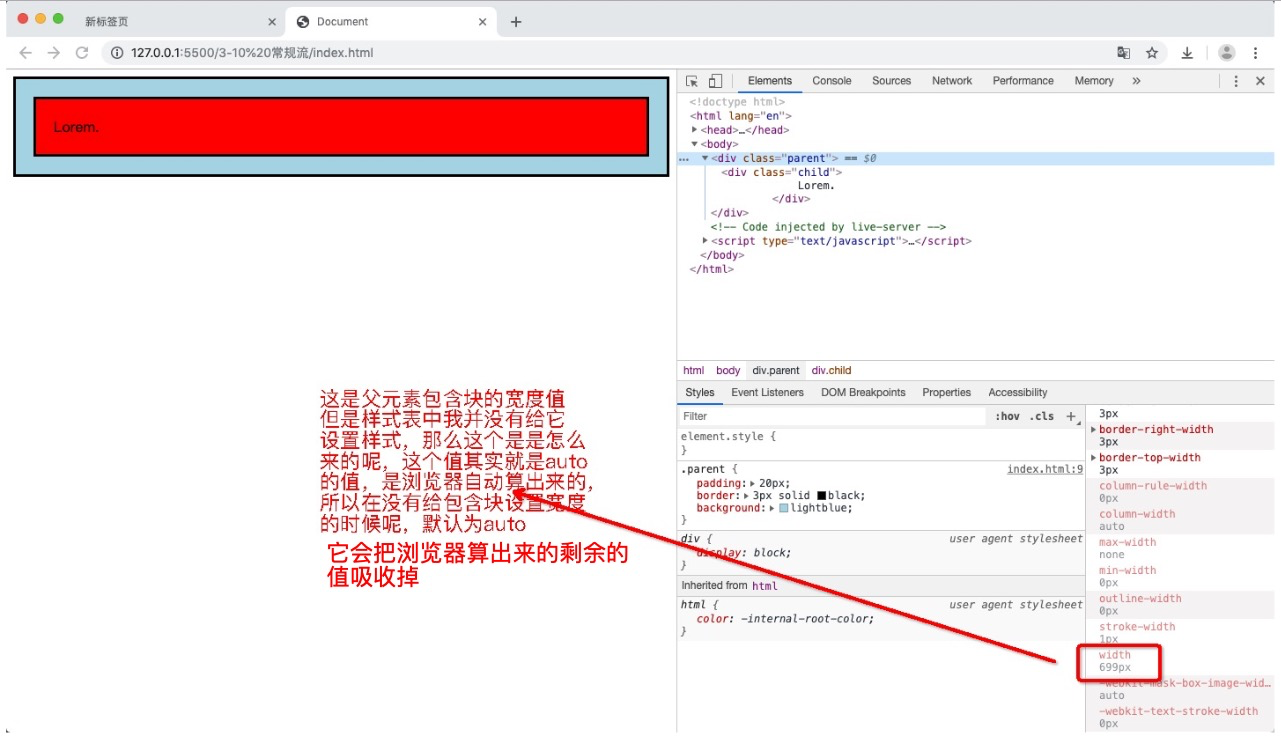 新标签页
Document
127.0.0.1:5500/3-10%20常规流/index.html
Lorem.
这是父元素包含块的宽度值
但是样式表中我并没有给它
设置样式，那么这个是是怎么
来的呢，这个值其实就是auto
的值，是浏览器自动算出来的，
所以在没有给包含块设置宽度
的时候呢，默认为auto
它会把浏览器算出来的剩余的
值吸收掉
Elements Console Sources Network Performance Memory »
<!doctype html>
<html lang="en">
<head>…</head>
<body>
<div class="parent"> == $0
<div class="child">
Lorem.
</div>
</div>
<!-- Code injected by live-server -->
<script type="text/javascript">…</script>
</body>
</html>
html body div.parent div.child
Styles Event Listeners DOM Breakpoints Properties Accessibility
Filter :hov .cls +
element.style {
}
.parent { index.html:9
padding: 20px;
border: 3px solid black;
background: lightblue;
}
div { user agent stylesheet
display: block;
}
Inherited from html
html { user agent stylesheet
color: -internal-root-color;
}
3px
border-right-width
3px
border-top-width
3px
column-rule-width
0px
column-width
auto
max-width
none
min-width
0px
outline-width
0px
stroke-width
1px
width
699px
-webkit-mask-box-image-wid…
auto
-webkit-text-stroke-width
0px